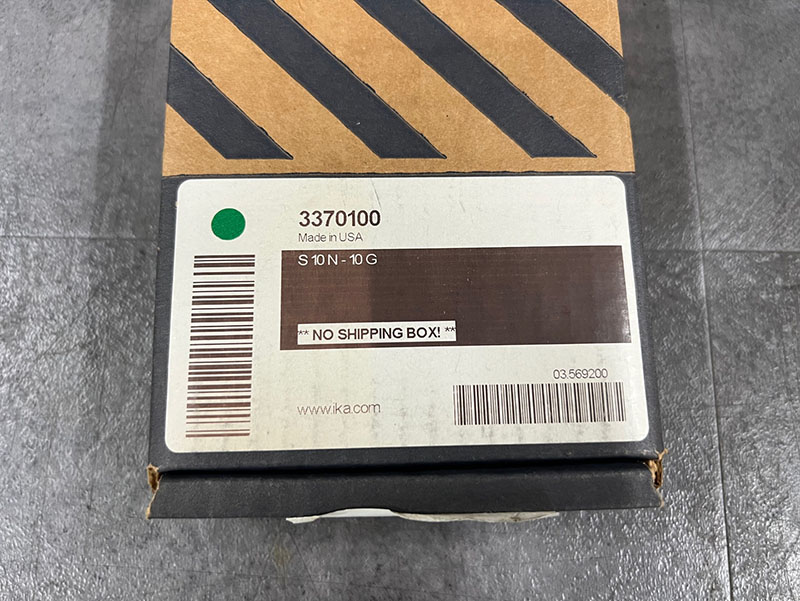 3370100
Made in USA
S 10 N - 10 G
** NO SHIPPING BOX! **
03.569200
www.ika.com